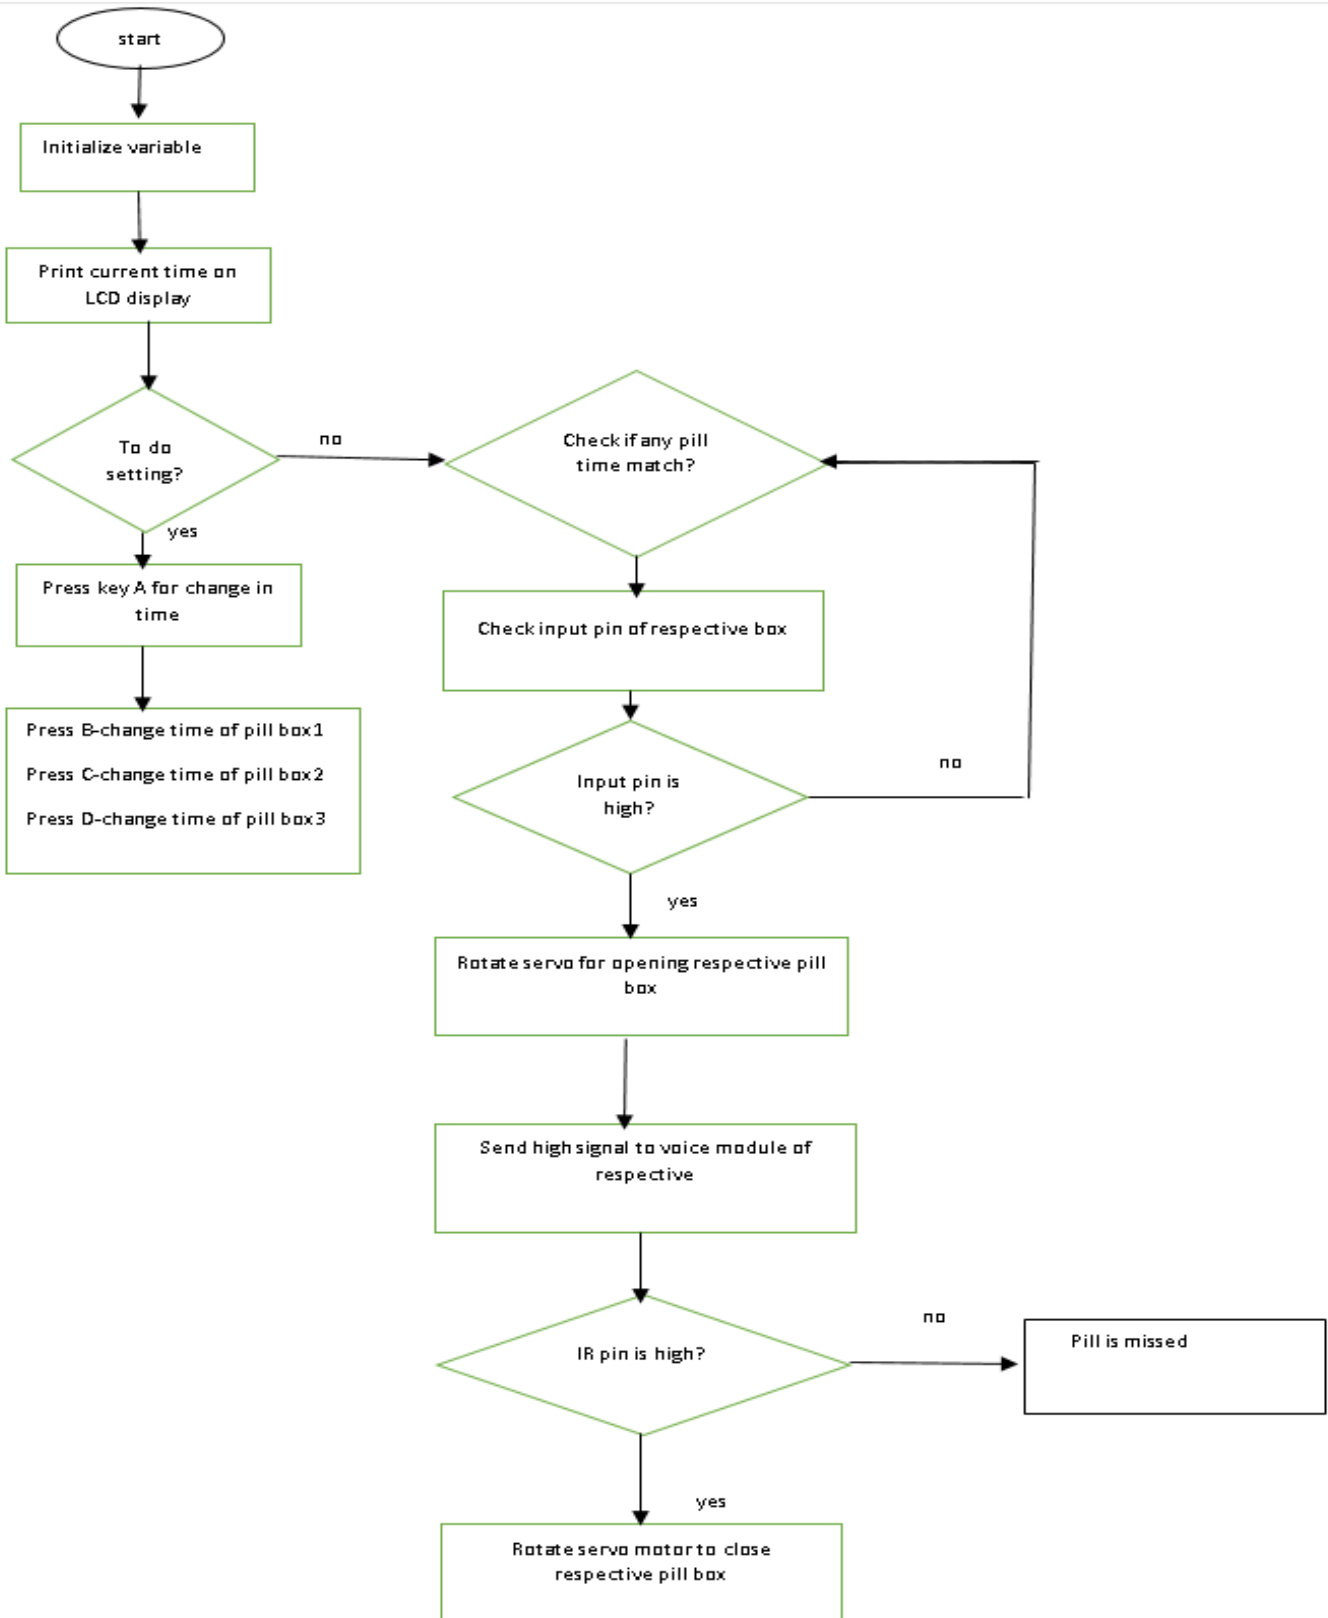 start
Initialize variable
Print current time on
LCD display
To do
setting?
no
Check if any pill
time match?
yes
Press key A for change in
time
Check input pin of respective box
Press B-change time of pill box1
Press C-change time of pill box2
Press D-change time of pill box3
Input pin is
high?
no
yes
Rotate servo for opening respective pill
box
Send high signal to voice module of
respective
IR pin is high?
no
Pill is missed
yes
Rotate servo motor to close
respective pill box